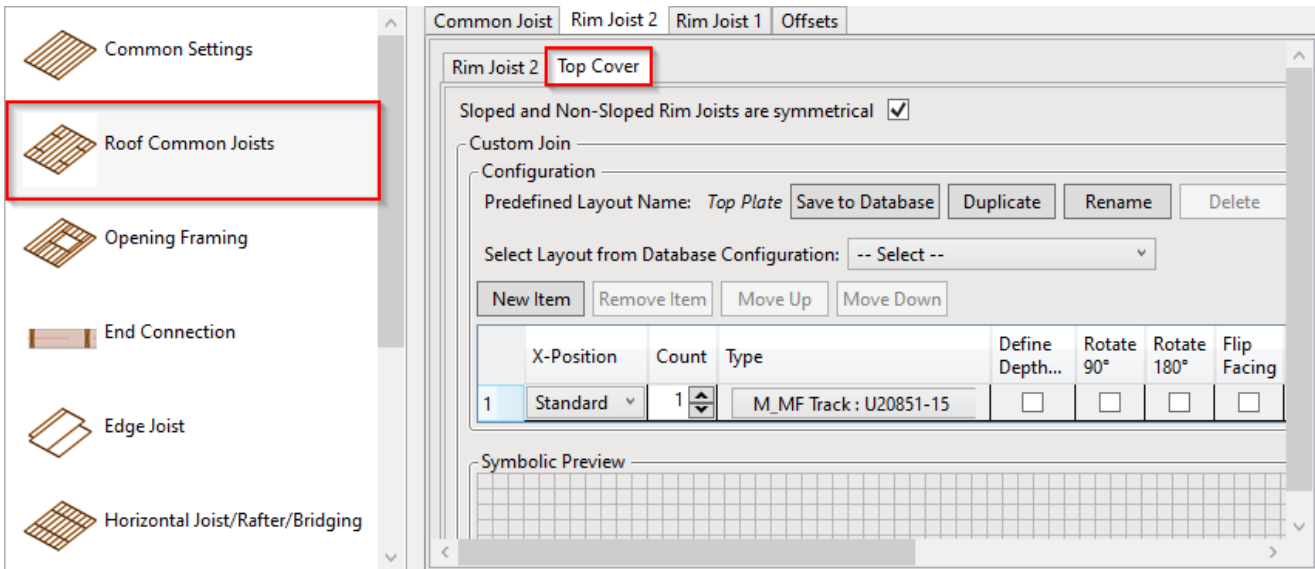 Common Settings
Roof Common Joists
Opening Framing
End Connection
Edge Joist
Horizontal Joist/Rafter/Bridging
Common Joist Rim Joist 2 Rim Joist 1 Offsets
Rim Joist 2 Top Cover
Sloped and Non-Sloped Rim Joists are symmetrical
Custom Join
Configuration
Predefined Layout Name: Top Plate Save to Database Duplicate Rename Delete
Select Layout from Database Configuration: -- Select --
New Item Remove Item Move Up Move Down
X-Position Count Type Define Depth... Rotate 90° Rotate 180° Flip Facing
1 Standard 1 M_MF Track : U20851-15
Symbolic Preview